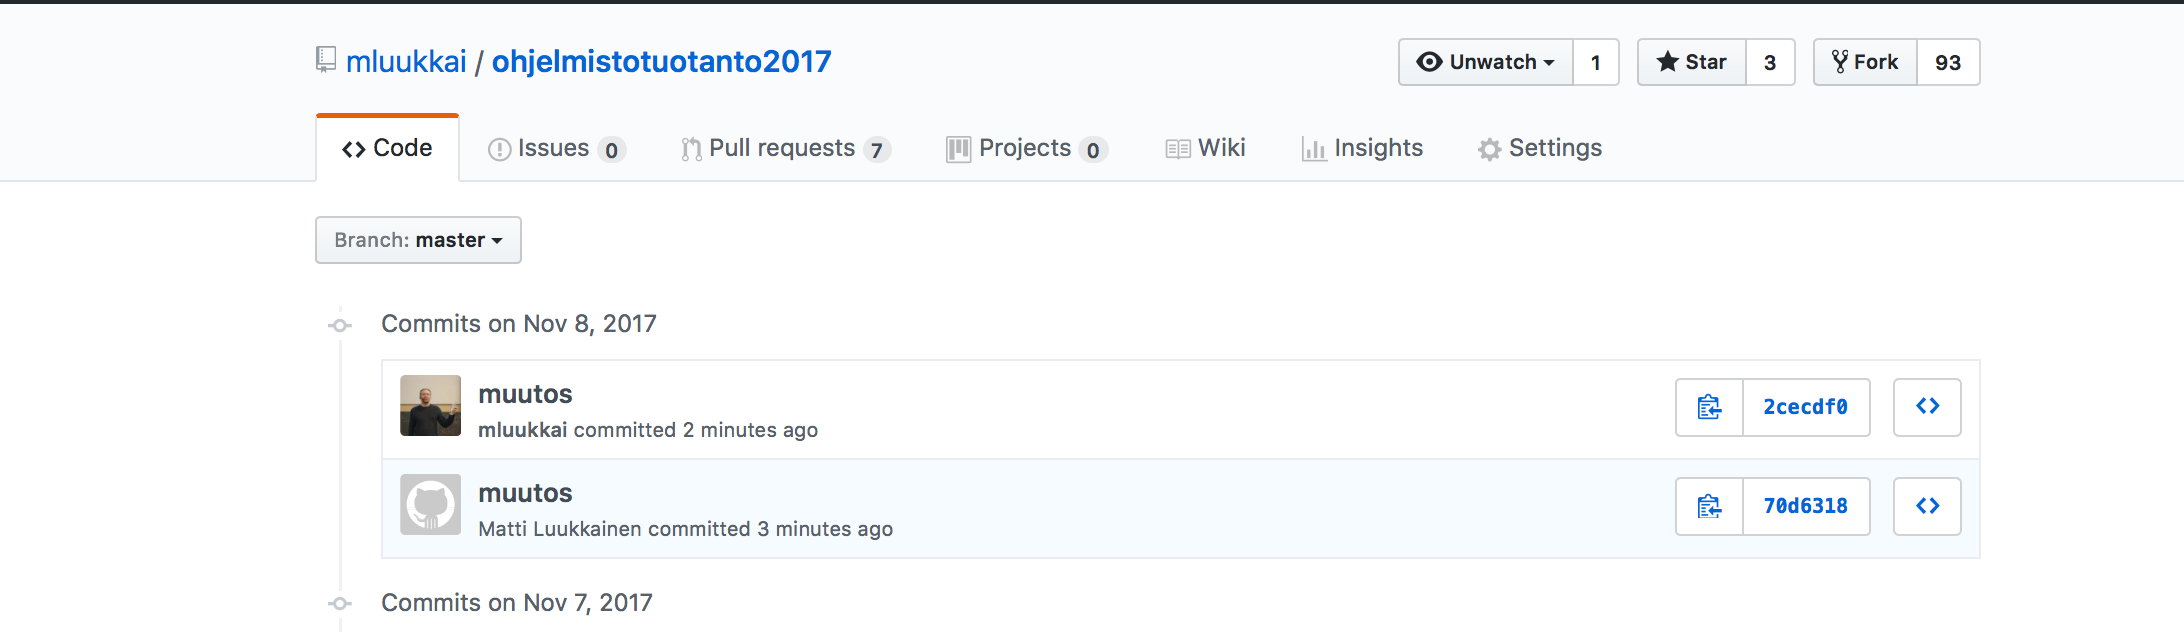 mluukkai / ohjelmistotuotanto2017
Unwatch 1 Star 3 Fork 93
Code Issues 0 Pull requests 7 Projects 0 Wiki Insights Settings
Branch: master
Commits on Nov 8, 2017
muutos
mluukkai committed 2 minutes ago
2cecdf0
muutos
Matti Luukkainen committed 3 minutes ago
70d6318
Commits on Nov 7, 2017